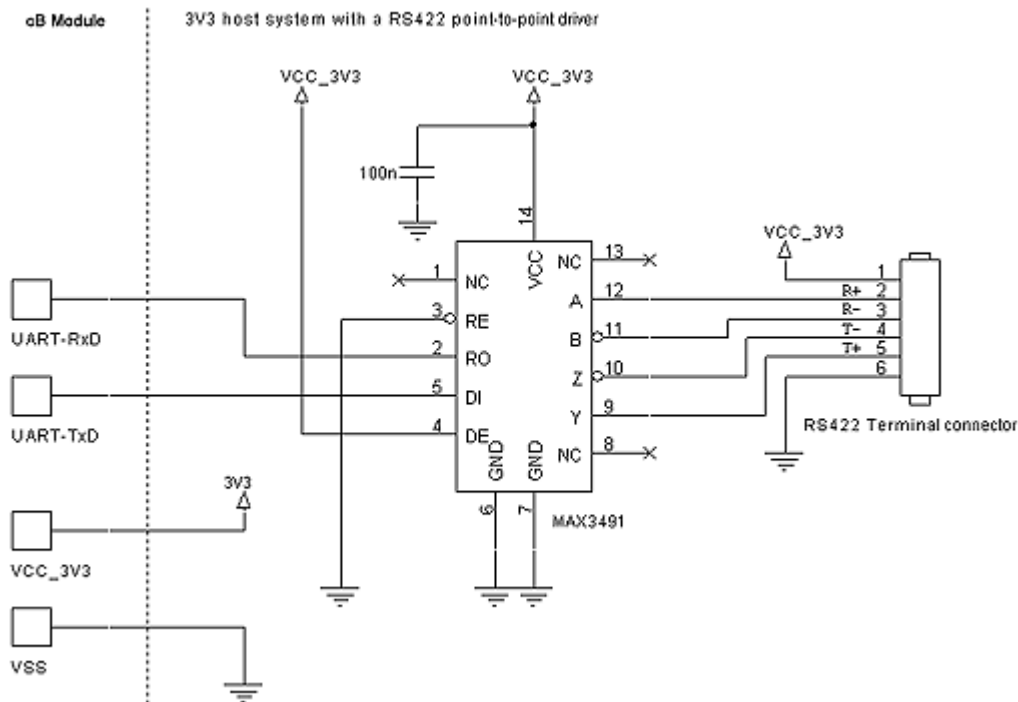 cB Module
3V3 host system with a RS422 point-to-point driver
VCC_3V3
VCC_3V3
100n
14
VCC
1
NC
NC
13
3
RE
A
12
2
RO
B
11
5
DI
Z
10
4
DE
Y
9
NC
8
GND
GND
6
7
MAX3491
UART-RxD
UART-TxD
3V3
VCC_3V3
VSS
VCC_3V3
1
R+ 2
R- 3
T- 4
T+ 5
6
RS422 Terminal connector